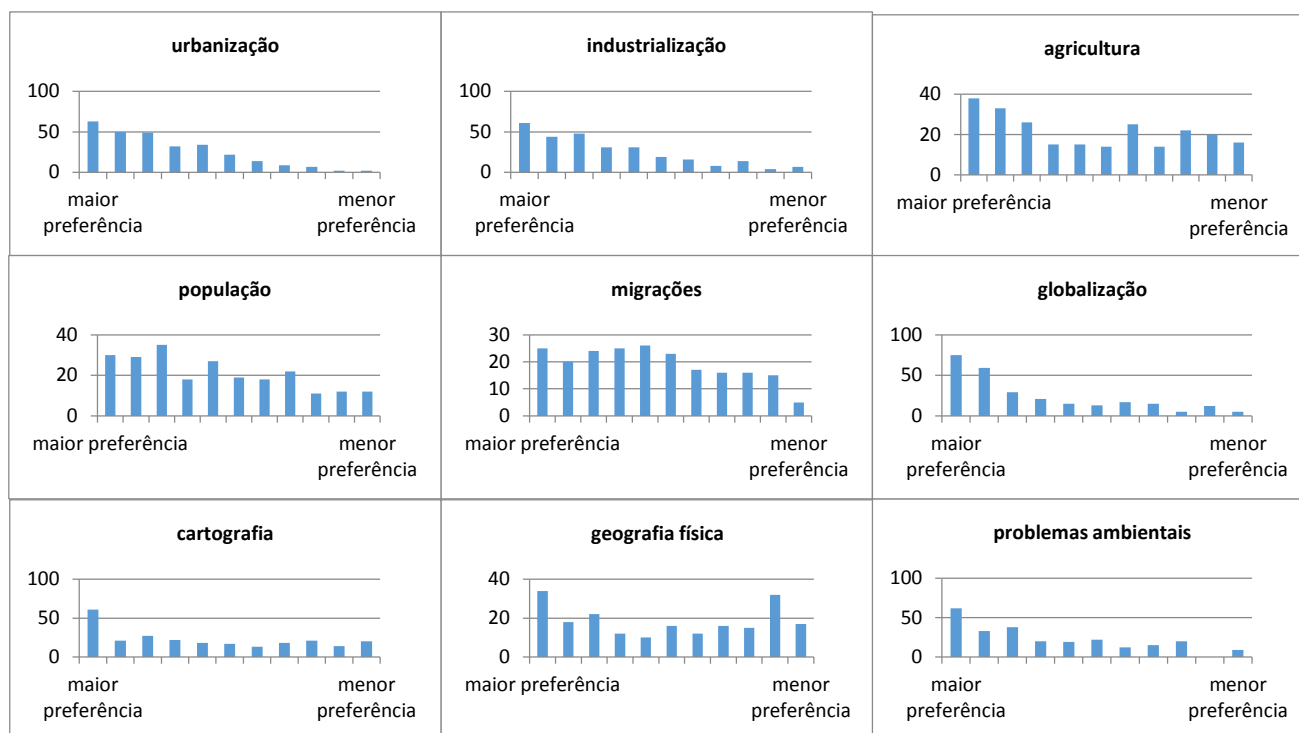 urbanização
100
50
0
maior
preferência
menor
preferência
industrialização
100
50
0
maior
preferência
menor
preferência
agricultura
40
20
0
maior preferência
menor
preferência
população
40
20
0
maior preferência
menor
preferência
migrações
30
20
10
0
maior preferência
menor
preferência
globalização
100
50
0
maior
preferência
menor
preferência
cartografia
100
50
0
maior
preferência
menor
preferência
geografia física
40
20
0
maior preferência
menor
preferência
problemas ambientais
100
50
0
maior
preferência
menor
preferência